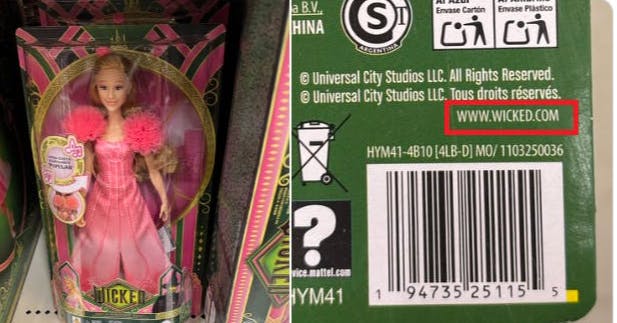 WICKED
a B.V.,
HINA
S
ARGENTINA
Al Azul
Envase Cartón
Al Amarillo
Envase Plástico
© Universal City Studios LLC. All Rights Reserved.
© Universal City Studios LLC. Tous droits réservés.
WWW.WICKED.COM
HYM41-4B10 [4LB-D] MO/ 1103250036
?
vice.mattel.com
HYM41
1 94735 25115 5